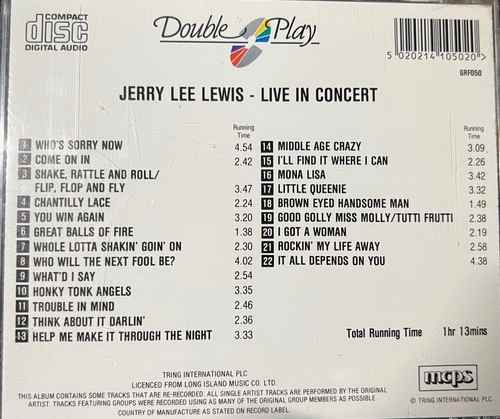 COMPACT
disc
DIGITAL AUDIO
Double Play
5 020214 105020 >
GRF050
JERRY LEE LEWIS - LIVE IN CONCERT
Running
Time
1 WHO'S SORRY NOW 4.54
2 COME ON IN 2.42
3 SHAKE, RATTLE AND ROLL/
FLIP, FLOP AND FLY 3.47
4 CHANTILLY LACE 2.24
5 YOU WIN AGAIN 3.20
6 GREAT BALLS OF FIRE 1.38
7 WHOLE LOTTA SHAKIN' GOIN' ON 2.30
8 WHO WILL THE NEXT FOOL BE? 4.02
9 WHAT'D I SAY 2.54
10 HONKY TONK ANGELS 3.35
11 TROUBLE IN MIND 2.46
12 THINK ABOUT IT DARLIN' 2.36
13 HELP ME MAKE IT THROUGH THE NIGHT 3.33
Running
Time
14 MIDDLE AGE CRAZY 3.09
15 I'LL FIND IT WHERE I CAN 2.26
16 MONA LISA 3.42
17 LITTLE QUEENIE 3.32
18 BROWN EYED HANDSOME MAN 1.49
19 GOOD GOLLY MISS MOLLY/TUTTI FRUTTI 2.38
20 I GOT A WOMAN 2.19
21 ROCKIN' MY LIFE AWAY 2.58
22 IT ALL DEPENDS ON YOU 4.38
Total Running Time 1hr 13mins
TRING INTERNATIONAL PLC
LICENCED FROM LONG ISLAND MUSIC CO. LTD.
THIS ALBUM CONTAINS SOME TRACKS THAT ARE RE-RECORDED. ALL SINGLE ARTIST TRACKS ARE PERFORMED BY THE ORIGINAL
ARTIST. TRACKS FEATURING GROUPS WERE RECORDED USING AS MANY OF THE ORIGINAL GROUP MEMBERS AS POSSIBLE.
COUNTRY OF MANUFACTURE AS STATED ON RECORD LABEL.
mcps
© TRING INTERNATIONAL PLC